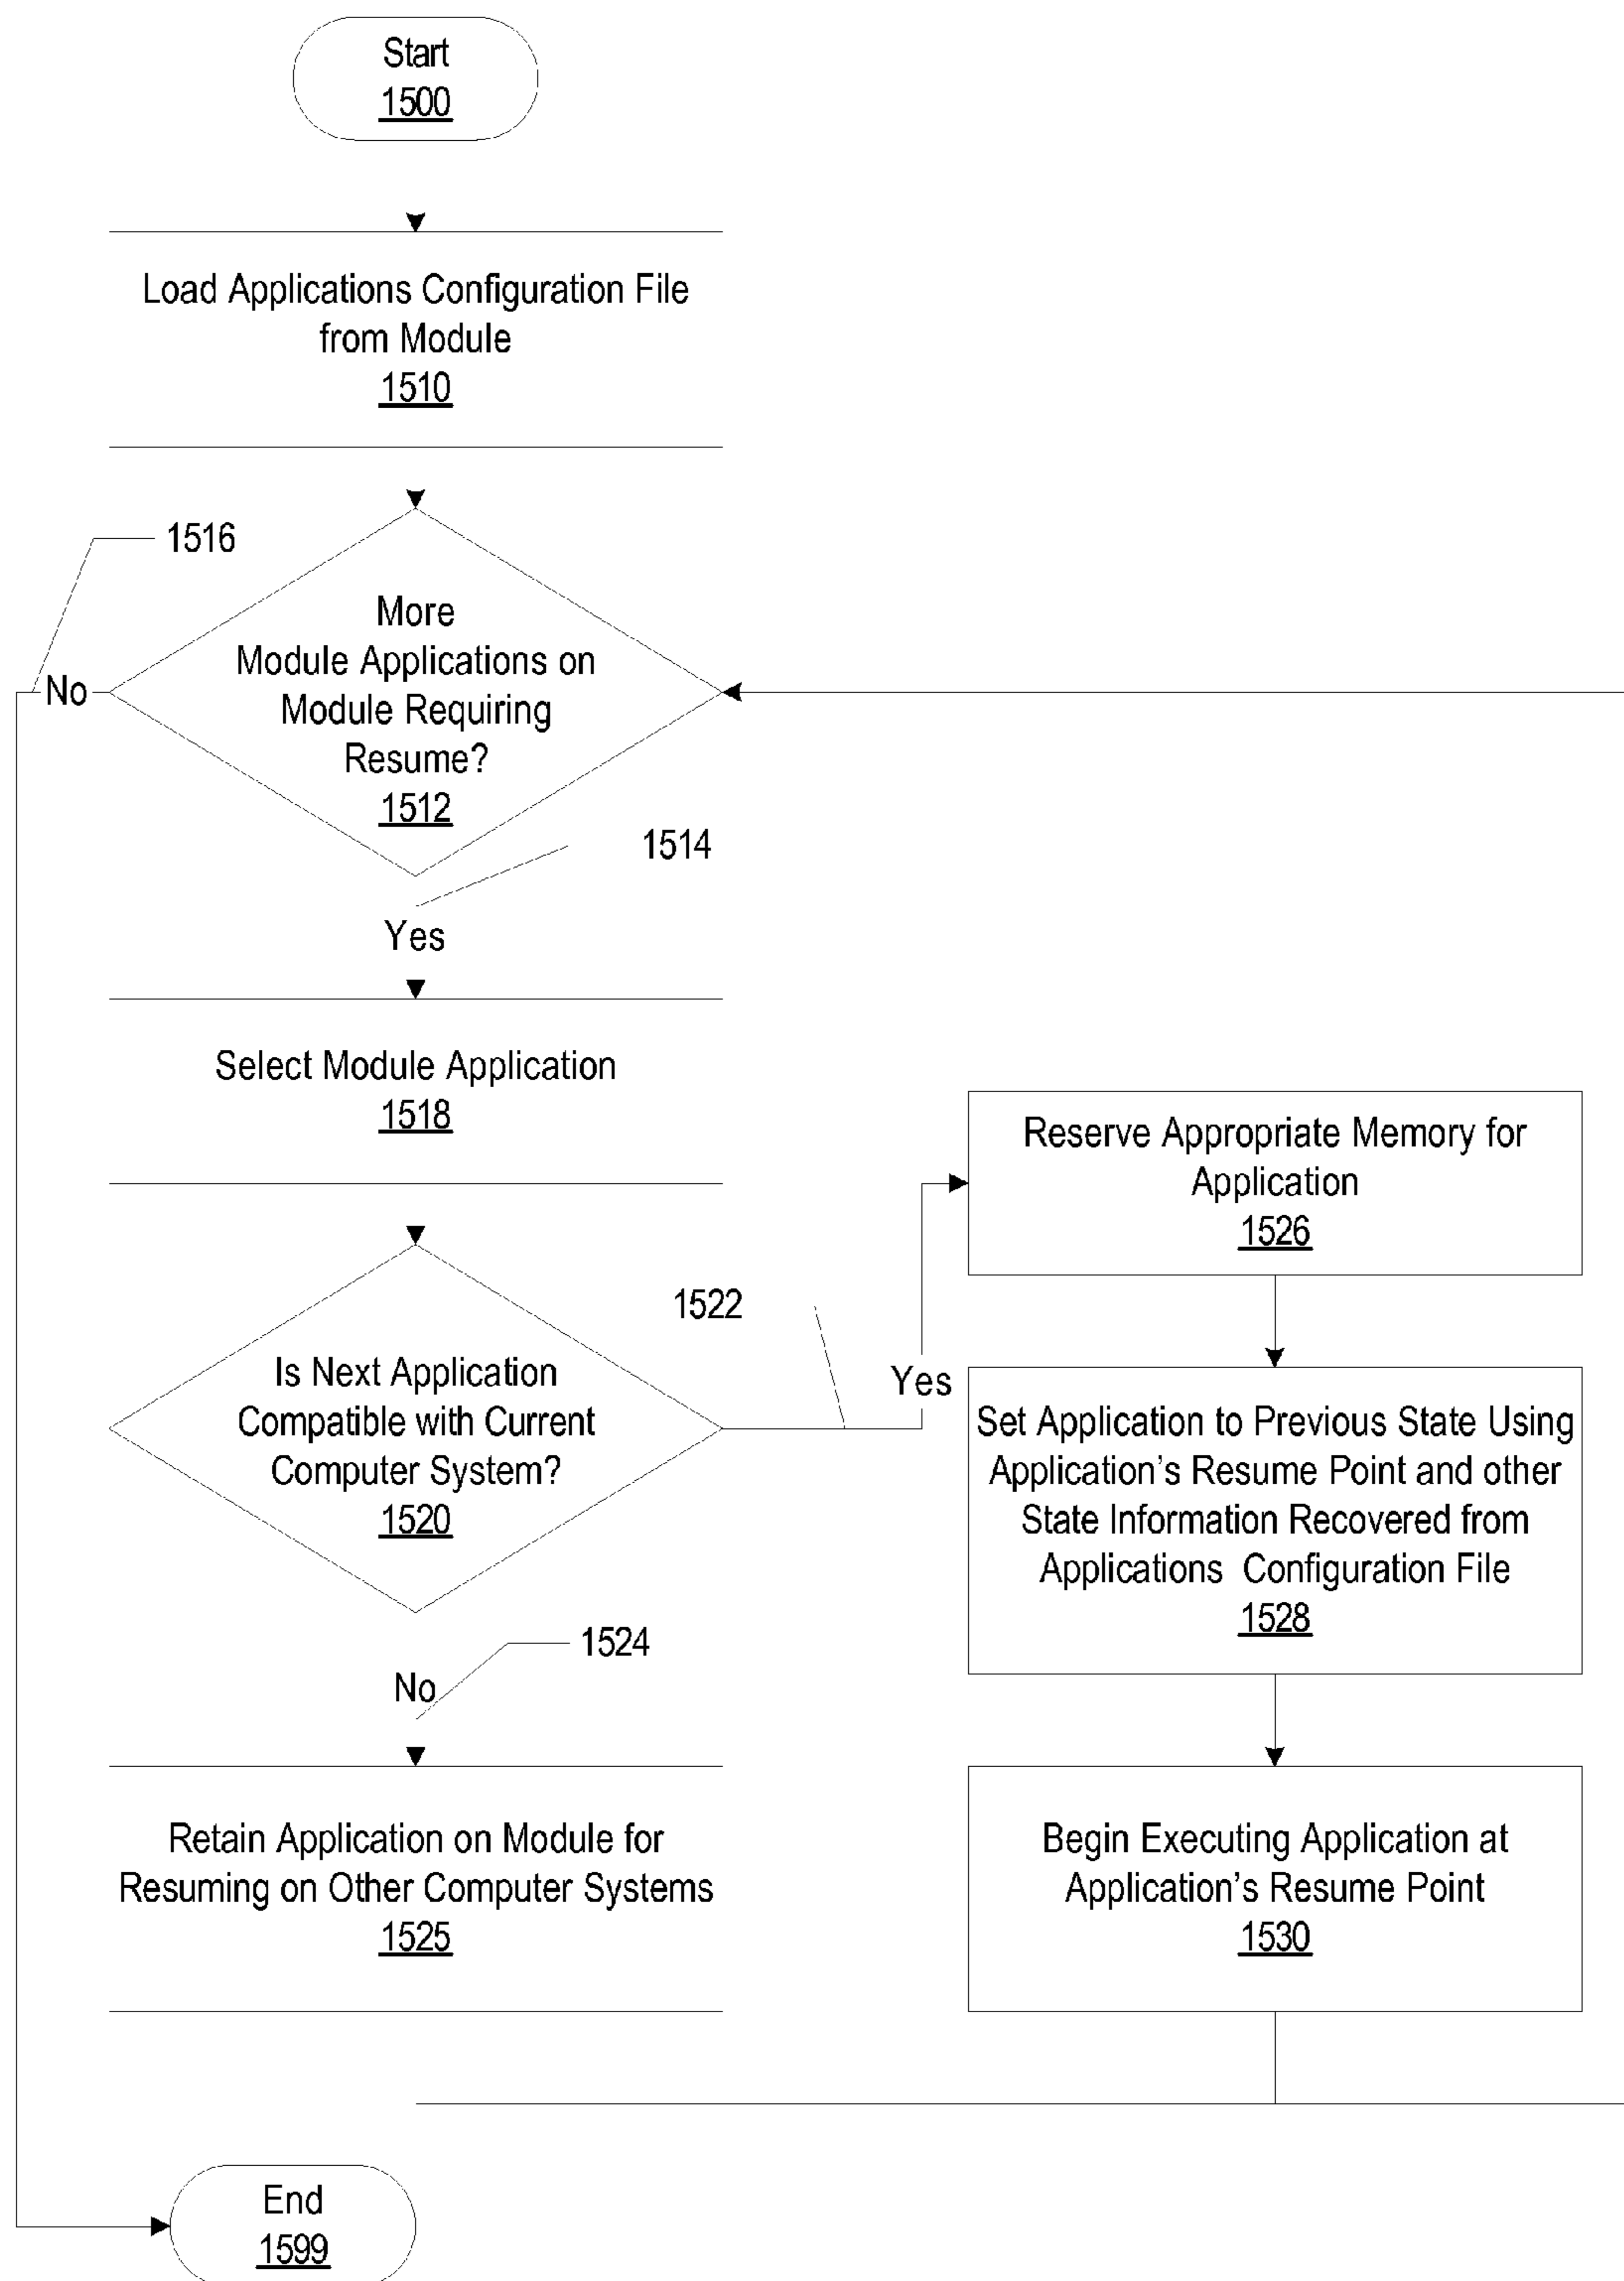 Start
1500
Load Applications Configuration File
from Module
1510
1516
More
Module Applications on
Module Requiring
Resume?
1512
No
1514
Yes
Select Module Application
1518
Is Next Application
Compatible with Current
Computer System?
1520
1522
Yes
1524
No
Retain Application on Module for
Resuming on Other Computer Systems
1525
Reserve Appropriate Memory for
Application
1526
Set Application to Previous State Using
Application's Resume Point and other
State Information Recovered from
Applications Configuration File
1528
Begin Executing Application at
Application's Resume Point
1530
End
1599